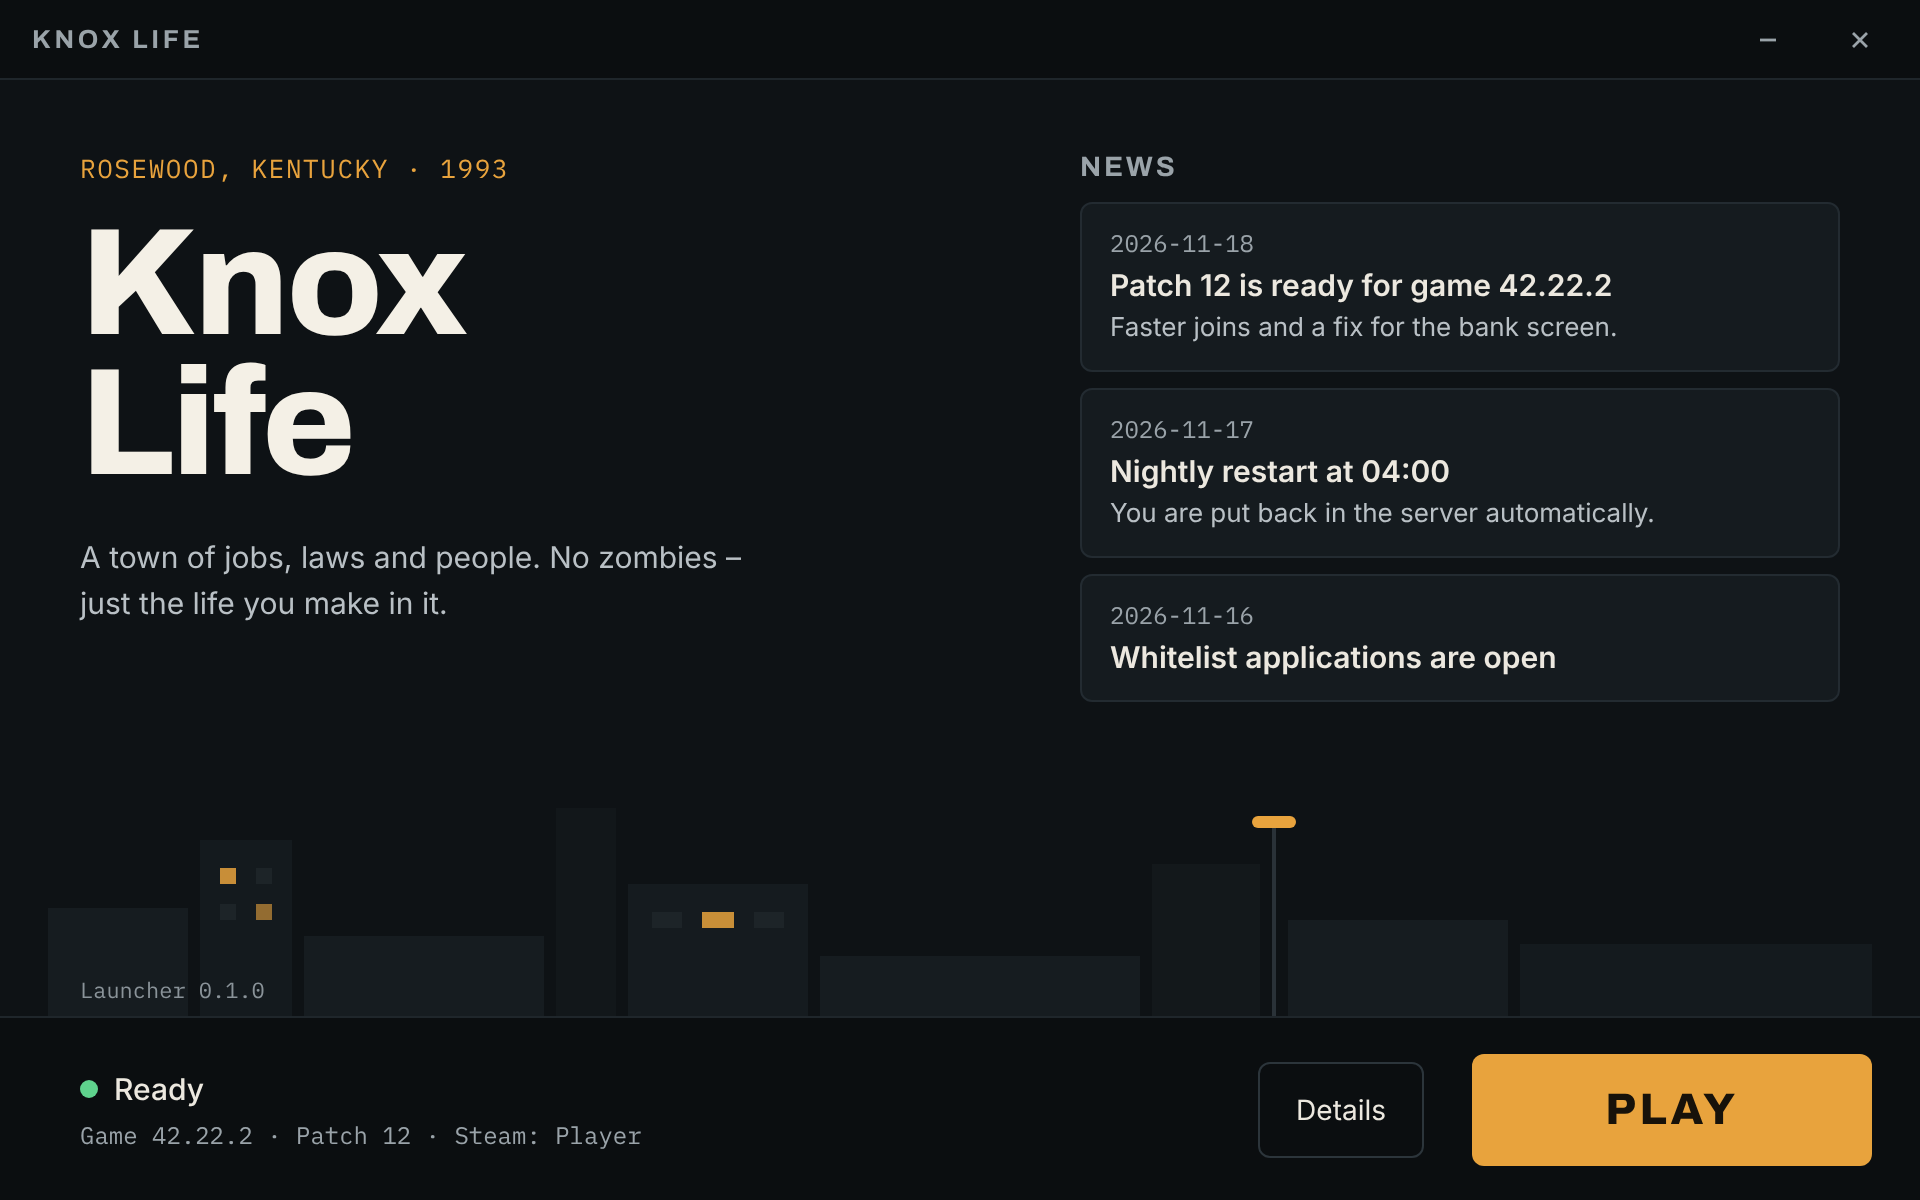 KNOX LIFE
ROSEWOOD, KENTUCKY · 1993
Knox
Life
A town of jobs, laws and people. No zombies –
just the life you make in it.
NEWS
2026-11-18
Patch 12 is ready for game 42.22.2
Faster joins and a fix for the bank screen.
2026-11-17
Nightly restart at 04:00
You are put back in the server automatically.
2026-11-16
Whitelist applications are open
Launcher 0.1.0
Ready
Game 42.22.2 · Patch 12 · Steam: Player
Details
PLAY